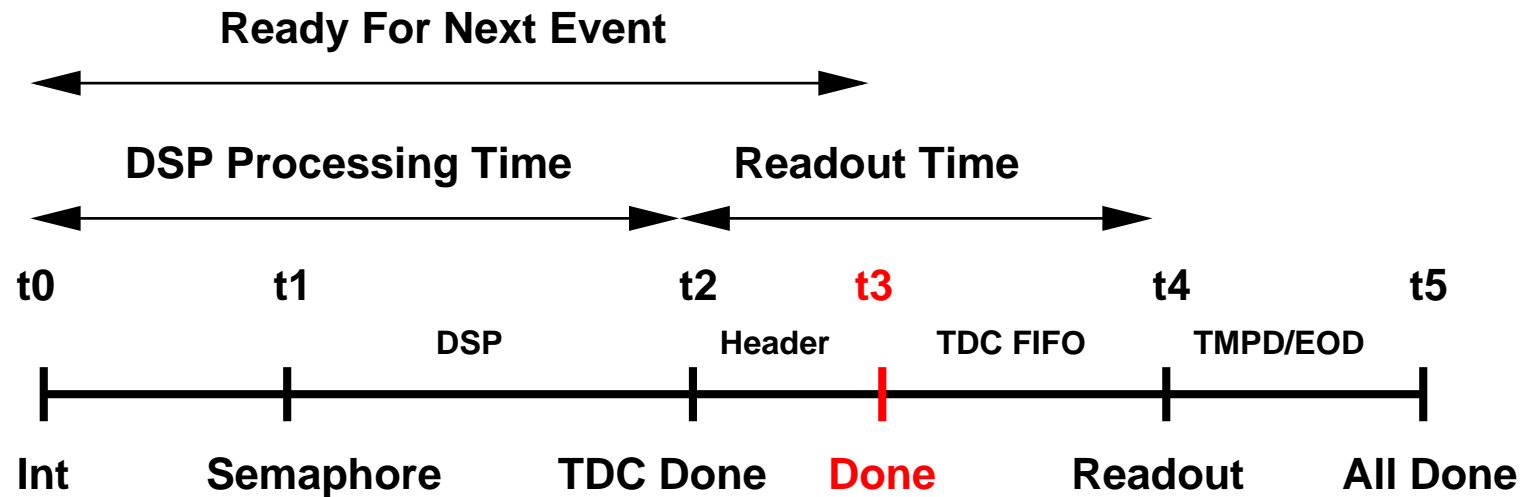 Ready For Next Event
DSP Processing Time Readout Time
t0 t1 t2 t3 t4 t5
DSP Header TDC FIFO TMPD/EOD
Int Semaphore TDC Done Done Readout All Done